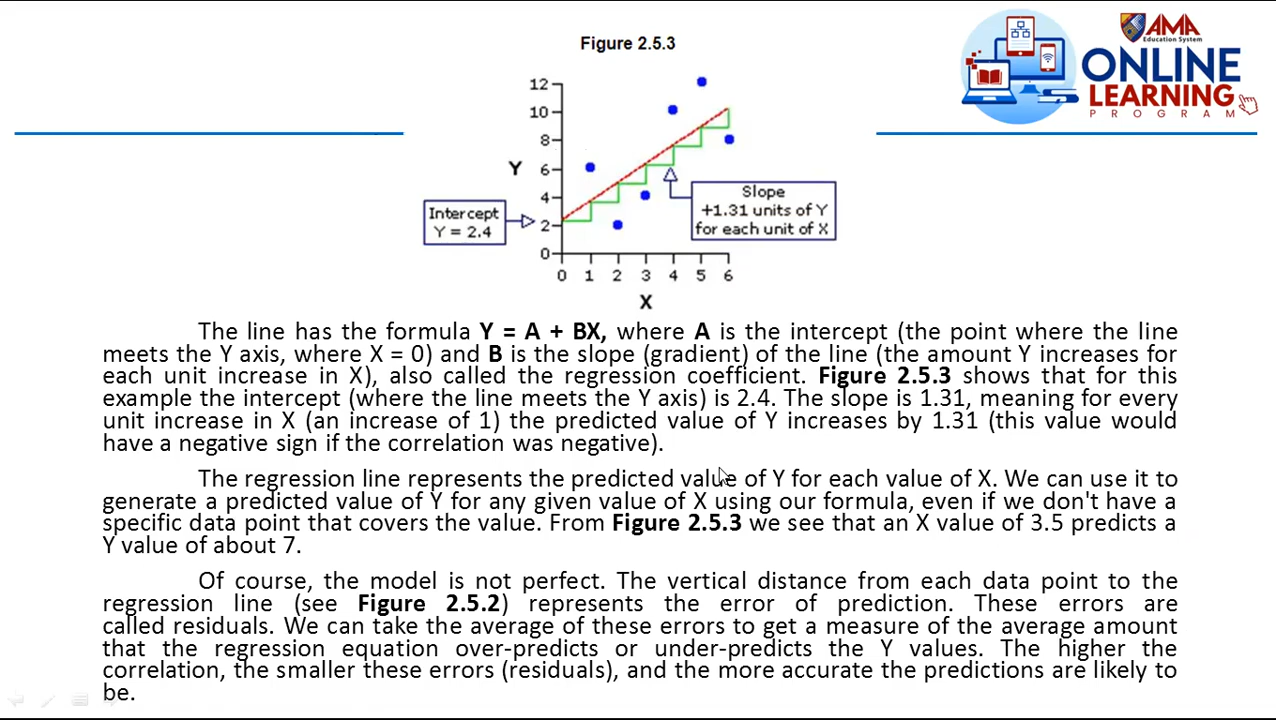 Figure 2.5.3
AMA
Education System
ONLINE
LEARNING
PROGRAM
12
10
8
6
4
2
0
Y
Intercept
Y = 2.4
Slope
+1.31 units of Y
for each unit of X
0 1 2 3 4 5 6
X
The line has the formula Y = A + BX, where A is the intercept (the point where the line
meets the Y axis, where X = 0) and B is the slope (gradient) of the line (the amount Y increases for
each unit increase in X), also called the regression coefficient. Figure 2.5.3 shows that for this
example the intercept (where the line meets the Y axis) is 2.4. The slope is 1.31, meaning for every
unit increase in X (an increase of 1) the predicted value of Y increases by 1.31 (this value would
have a negative sign if the correlation was negative).
The regression line represents the predicted value of Y for each value of X. We can use it to
generate a predicted value of Y for any given value of X using our formula, even if we don't have a
specific data point that covers the value. From Figure 2.5.3 we see that an X value of 3.5 predicts a
Y value of about 7.
Of course, the model is not perfect. The vertical distance from each data point to the
regression line (see Figure 2.5.2) represents the error of prediction. These errors are
called residuals. We can take the average of these errors to get a measure of the average amount
that the regression equation over-predicts or under-predicts the Y values. The higher the
correlation, the smaller these errors (residuals), and the more accurate the predictions are likely to
be.